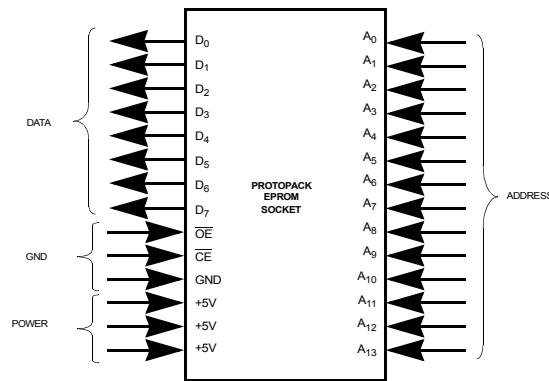 DATA
GND
POWER
D0
D1
D2
D3
D4
D5
D6
D7
OE
CE
GND
+5V
+5V
+5V
PROTOPACK
EPROM
SOCKET
A0
A1
A2
A3
A4
A5
A6
A7
A8
A9
A10
A11
A12
A13
ADDRESS